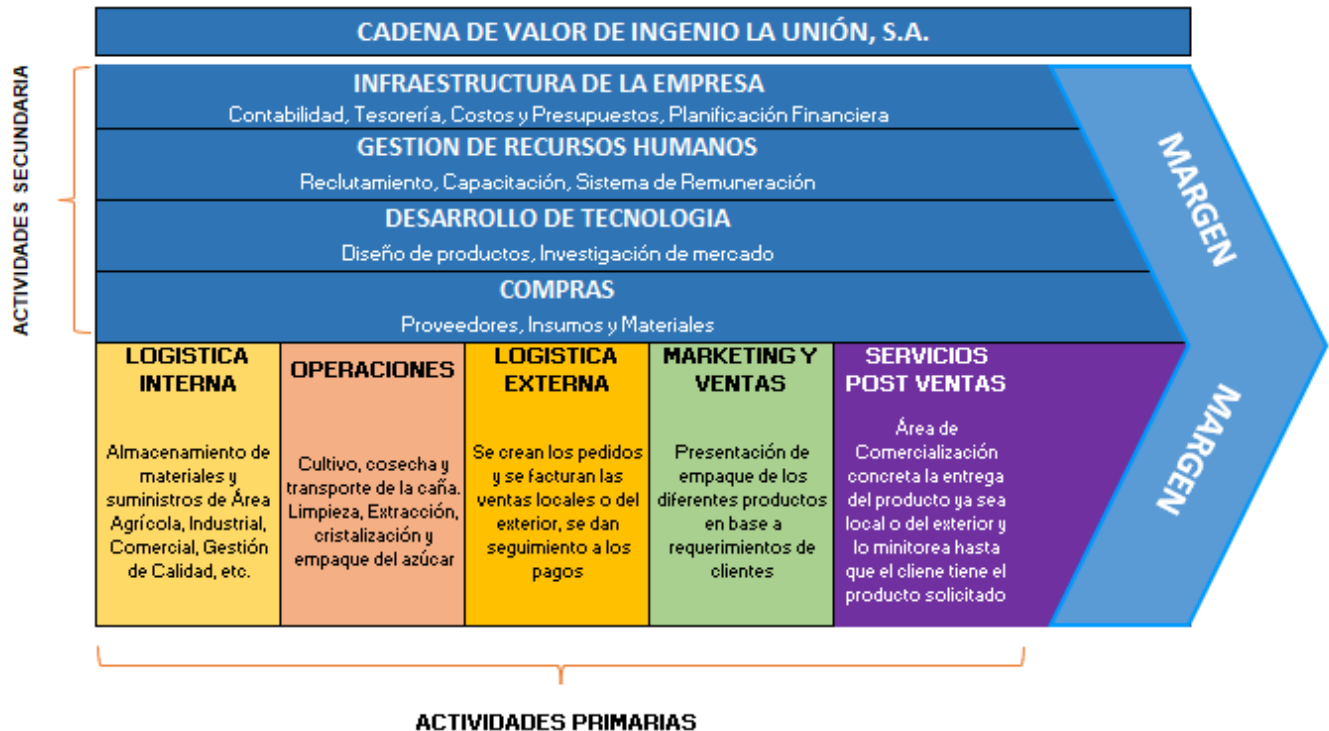 CADENA DE VALOR DE INGENIO LA UNIÓN, S.A.
ACTIVIDADES SECUNDARIA
INFRAESTRUCTURA DE LA EMPRESA
Contabilidad, Tesorería, Costos y Presupuestos, Planificación Financiera
GESTION DE RECURSOS HUMANOS
Reclutamiento, Capacitación, Sistema de Remuneración
DESARROLLO DE TECNOLOGIA
Diseño de productos, Investigación de mercado
COMPRAS
Proveedores, Insumos y Materiales
MARGEN
MARGEN
LOGISTICA
INTERNA
Almacenamiento de
materiales y
suministros de Área
Agrícola, Industrial,
Comercial, Gestión
de Calidad, etc.
OPERACIONES
Cultivo, cosecha y
transporte de la caña.
Limpieza, Extracción,
cristalización y
empaque del azúcar
LOGISTICA
EXTERNA
Se crean los pedidos
y se facturan las
ventas locales o del
exterior, se dan
seguimiento a los
pagos
MARKETING Y
VENTAS
Presentación de
empaque de los
diferentes productos
en base a
requerimientos de
clientes
SERVICIOS
POST VENTAS
Área de
Comercialización
concreta la entrega
del producto ya sea
local o del exterior y
lo minitorea hasta
que el cliene tiene el
producto solicitado
ACTIVIDADES PRIMARIAS